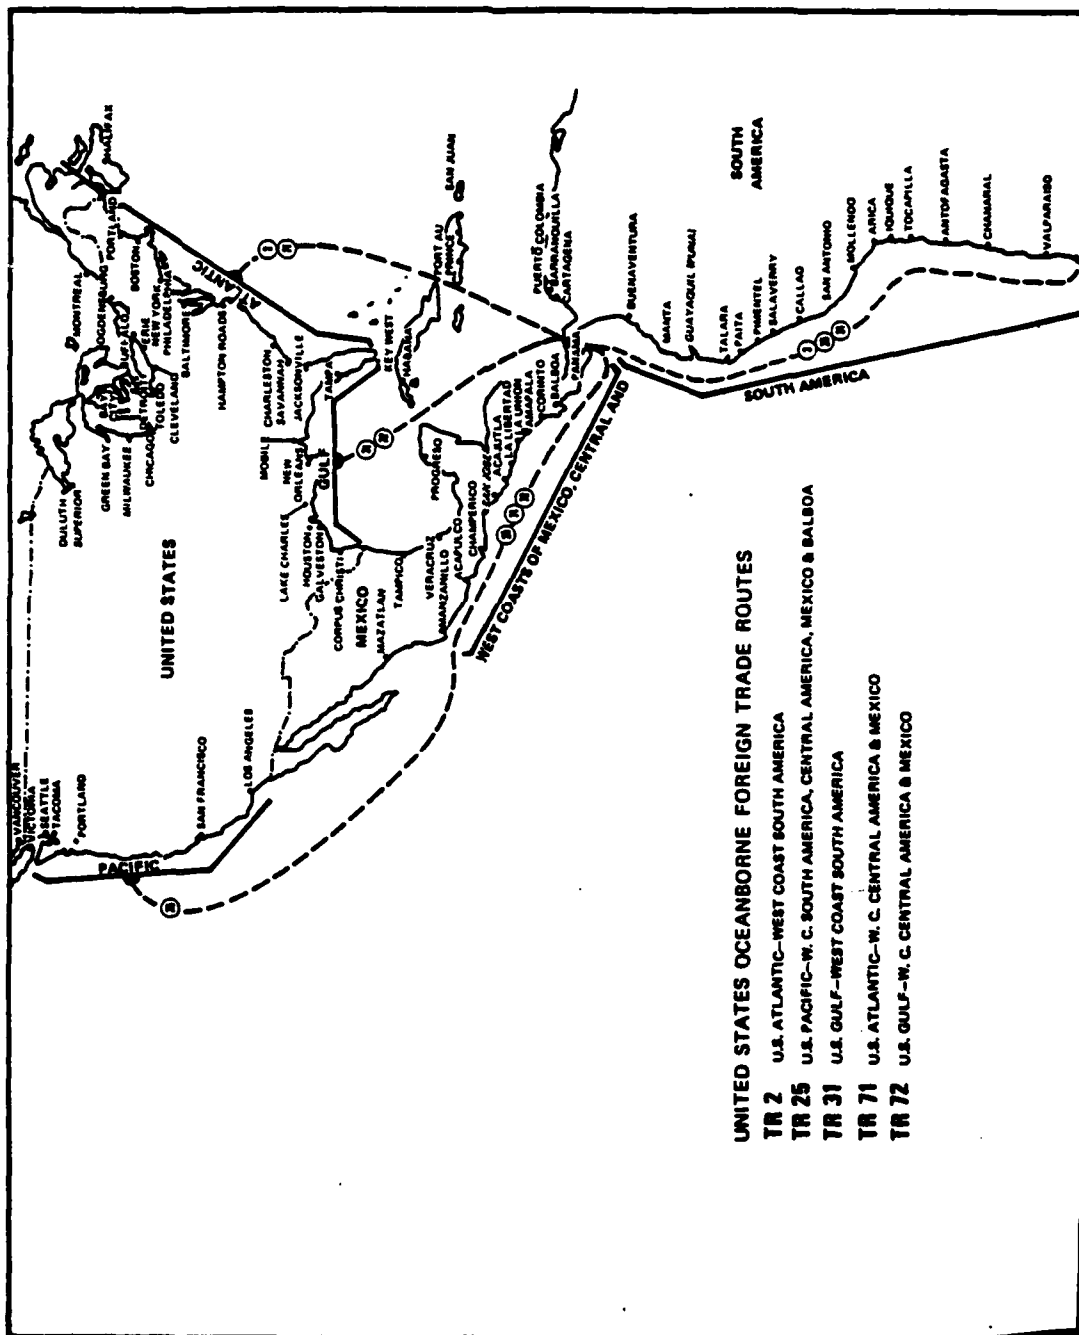 VANCOUVER
VICTORIA
SEATTLE
TACOMA
PORTLAND
SAN FRANCISCO
LOS ANGELES
PACIFIC
UNITED STATES
DULUTH
SUPERIOR
GREEN BAY
MILWAUKEE
CHICAGO
BAY
CITY
DETROIT
TOLEDO
CLEVELAND
ERIE
BUFFALO
OGDENSBURG
MONTREAL
HALIFAX
PORTLAND
BOSTON
NEW YORK
PHILADELPHIA
BALTIMORE
HAMPTON ROADS
ATLANTIC
CHARLESTON
SAVANNAH
JACKSONVILLE
TAMPA
KEY WEST
MOBILE
NEW
ORLEANS
LAKE CHARLES
HOUSTON
GALVESTON
CORPUS CHRISTI
GULF
MEXICO
MAZATLAN
TAMPICO
VERACRUZ
MANZANILLO
ACAPULCO
PROGRESO
CHAMPERICO
SAN JOSE
ACAJUTLA
LA LIBERTAD
LA UNION
AMAPALA
CORINTO
BALBOA
PANAMA
HABANA
PORT AU
PRINCE
SAN JUAN
PUERTO COLOMBIA
BARRANQUILLA
CARTAGENA
BUENAVENTURA
MANTA
GUAYAQUIL (PUNA)
TALARA
PAITA
PIMENTEL
SALAVERRY
CALLAO
SAN ANTONIO
MOLLENDO
ARICA
IQUIQUE
TOCAPILLA
ANTOFAGASTA
CHANARAL
VALPARAISO
SOUTH
AMERICA
WEST COASTS OF MEXICO, CENTRAL AND
SOUTH AMERICA
UNITED STATES OCEANBORNE FOREIGN TRADE ROUTES
TR 2 U.S. ATLANTIC-WEST COAST SOUTH AMERICA
TR 25 U.S. PACIFIC-W. C. SOUTH AMERICA, CENTRAL AMERICA, MEXICO & BALBOA
TR 31 U.S. GULF-WEST COAST SOUTH AMERICA
TR 71 U.S. ATLANTIC-W. C. CENTRAL AMERICA & MEXICO
TR 72 U.S. GULF-W. C. CENTRAL AMERICA & MEXICO